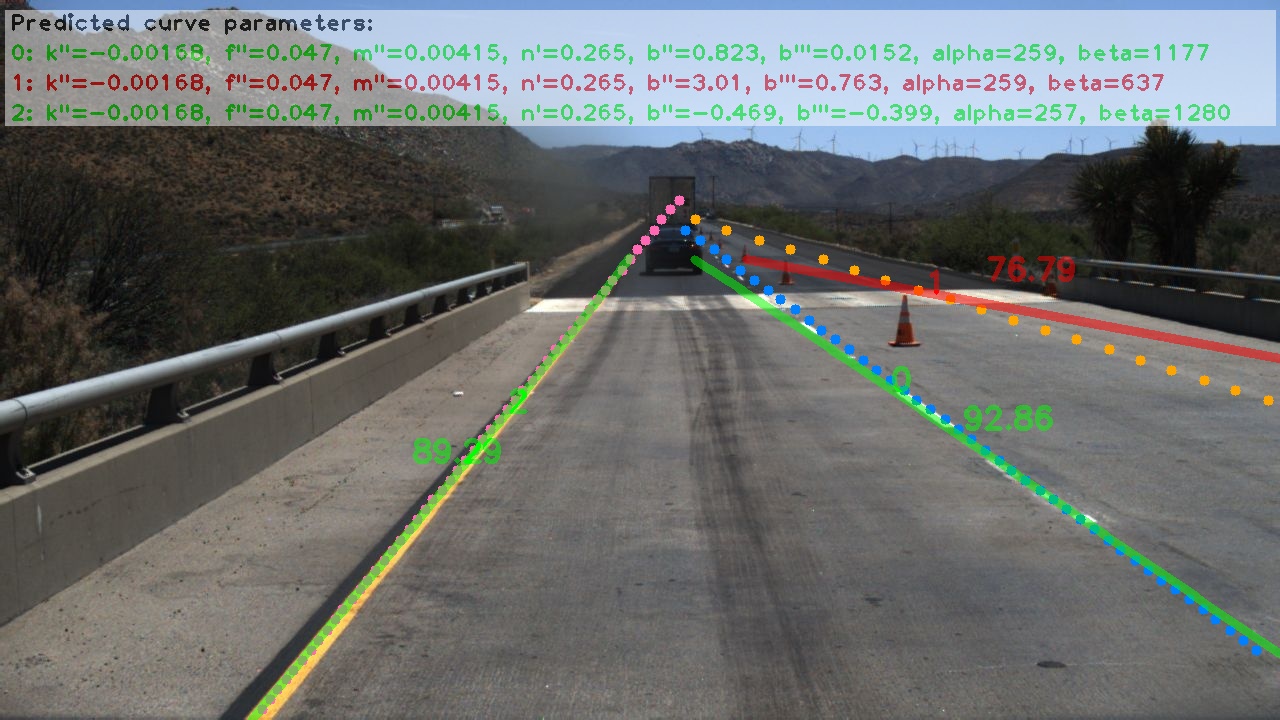 Predicted curve parameters:
0: k"=-0.00168, f"=0.047, m"=0.00415, n'=0.265, b"=0.823, b'"=0.0152, alpha=259, beta=1177
1: k"=-0.00168, f"=0.047, m"=0.00415, n'=0.265, b"=3.01, b'"=0.763, alpha=259, beta=637
2: k"=-0.00168, f"=0.047, m"=0.00415, n'=0.265, b"=-0.469, b'"=-0.399, alpha=257, beta=1280
76.79
1
0
2
92.86
89.29